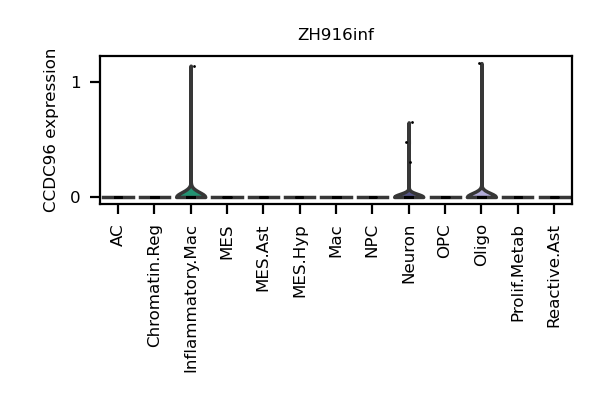 ZH916inf
CCDC96 expression
1
0
AC
Chromatin.Reg
Inflammatory.Mac
MES
MES.Ast
MES.Hyp
Mac
NPC
Neuron
OPC
Oligo
Prolif.Metab
Reactive.Ast